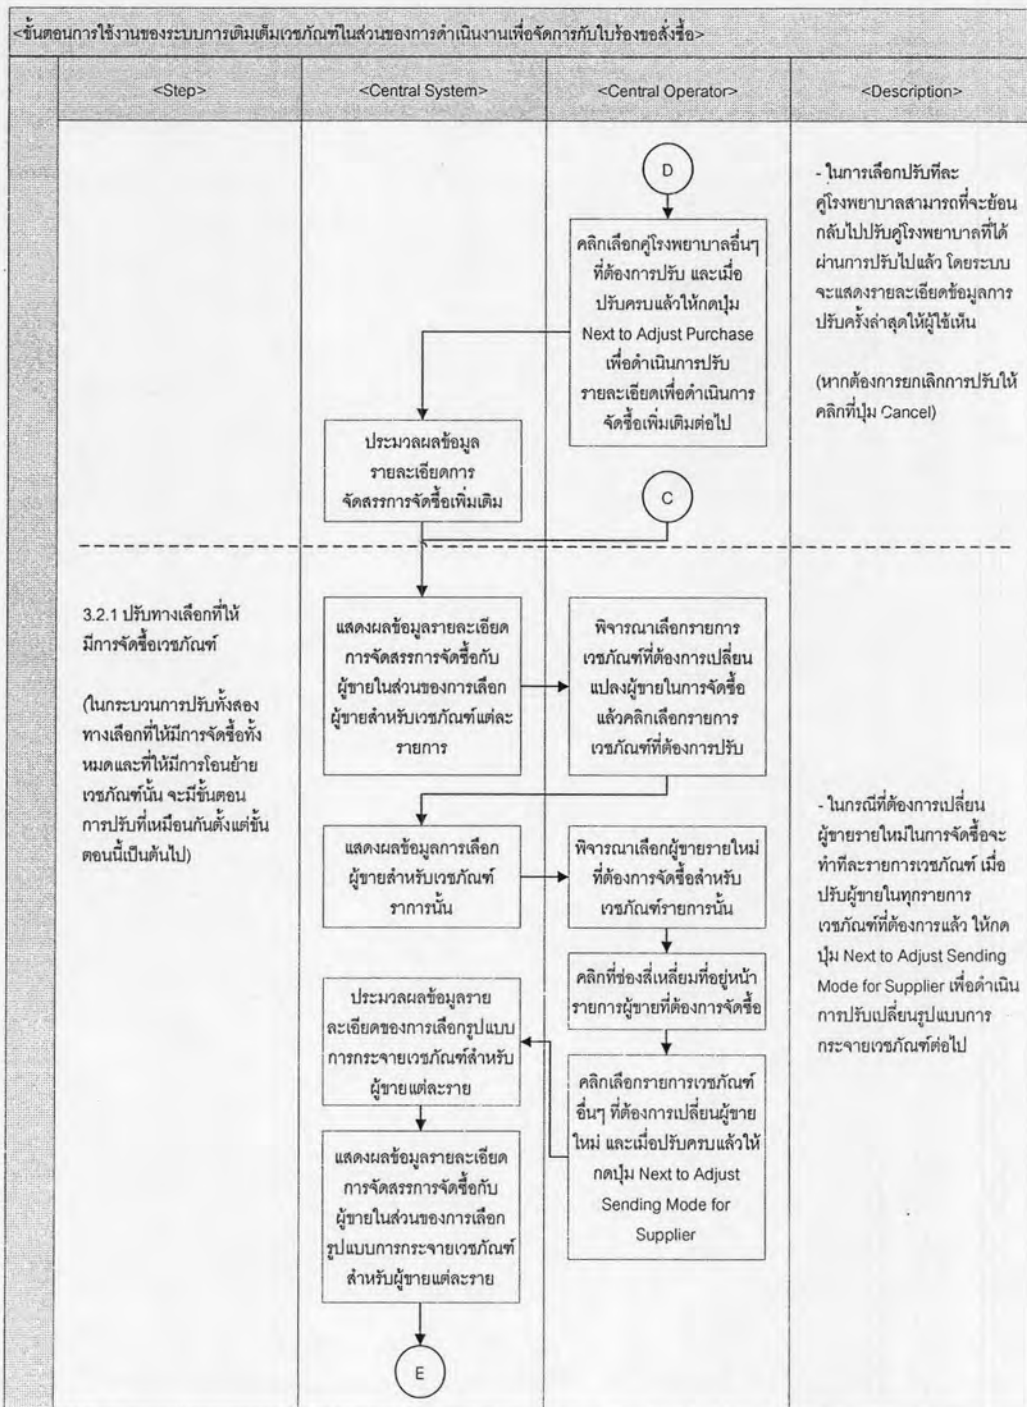 <ขั้นตอนการใช้งานของระบบการเติมเต็มเวชภัณฑ์ในส่วนของการดำเนินงานเพื่อจัดการกับใบร้องขอสั่งซื้อ>
<Step>
<Central System>
<Central Operator>
<Description>
D
คลิกเลือกคู่โรงพยาบาลอื่นๆ
ที่ต้องการปรับ และเมื่อ
ปรับครบแล้วให้กดปุ่ม
Next to Adjust Purchase
เพื่อดำเนินการปรับ
รายละเอียดเพื่อดำเนินการ
จัดซื้อเพิ่มเติมต่อไป
- ในการเลือกปรับทีละ
คู่โรงพยาบาลสามารถที่จะย้อน
กลับไปปรับคู่โรงพยาบาลที่ได้
ผ่านการปรับไปแล้ว โดยระบบ
จะแสดงรายละเอียดข้อมูลการ
ปรับครั้งล่าสุดให้ผู้ใช้เห็น
(หากต้องการยกเลิกการปรับให้
คลิกที่ปุ่ม Cancel)
ประมวลผลข้อมูล
รายละเอียดการ
จัดสรรการจัดซื้อเพิ่มเติม
C
3.2.1 ปรับทางเลือกที่ให้
มีการจัดซื้อเวชภัณฑ์
(ในกระบวนการปรับทั้งสอง
ทางเลือกที่ให้มีการจัดซื้อทั้ง
หมดและที่ให้มีการโอนย้าย
เวชภัณฑ์นั้น จะมีขั้นตอน
การปรับที่เหมือนกันตั้งแต่ขั้น
ตอนนี้เป็นต้นไป)
แสดงผลข้อมูลรายละเอียด
การจัดสรรการจัดซื้อกับ
ผู้ขายในส่วนของการเลือก
ผู้ขายสำหรับเวชภัณฑ์แต่ละ
รายการ
พิจารณาเลือกรายการ
เวชภัณฑ์ที่ต้องการเปลี่ยน
แปลงผู้ขายในการจัดซื้อ
แล้วคลิกเลือกรายการ
เวชภัณฑ์ที่ต้องการปรับ
แสดงผลข้อมูลการเลือก
ผู้ขายสำหรับเวชภัณฑ์
ราการนั้น
พิจารณาเลือกผู้ขายรายใหม่
ที่ต้องการจัดซื้อสำหรับ
เวชภัณฑ์รายการนั้น
- ในกรณีที่ต้องการเปลี่ยน
ผู้ขายรายใหม่ในการจัดซื้อจะ
ทำทีละรายการเวชภัณฑ์ เมื่อ
ปรับผู้ขายในทุกรายการ
เวชภัณฑ์ที่ต้องการแล้ว ให้กด
ปุ่ม Next to Adjust Sending
Mode for Supplier เพื่อดำเนิน
การปรับเปลี่ยนรูปแบบการ
กระจายเวชภัณฑ์ต่อไป
คลิกที่ช่องสี่เหลี่ยมที่อยู่หน้า
รายการผู้ขายที่ต้องการจัดซื้อ
ประมวลผลข้อมูลราย
ละเอียดของการเลือกรูปแบบ
การกระจายเวชภัณฑ์สำหรับ
ผู้ขายแต่ละราย
คลิกเลือกรายการเวชภัณฑ์
อื่นๆ ที่ต้องการเปลี่ยนผู้ขาย
ใหม่ และเมื่อปรับครบแล้วให้
กดปุ่ม Next to Adjust
Sending Mode for
Supplier
แสดงผลข้อมูลรายละเอียด
การจัดสรรการจัดซื้อกับ
ผู้ขายในส่วนของการเลือก
รูปแบบการกระจายเวชภัณฑ์
สำหรับผู้ขายแต่ละราย
E